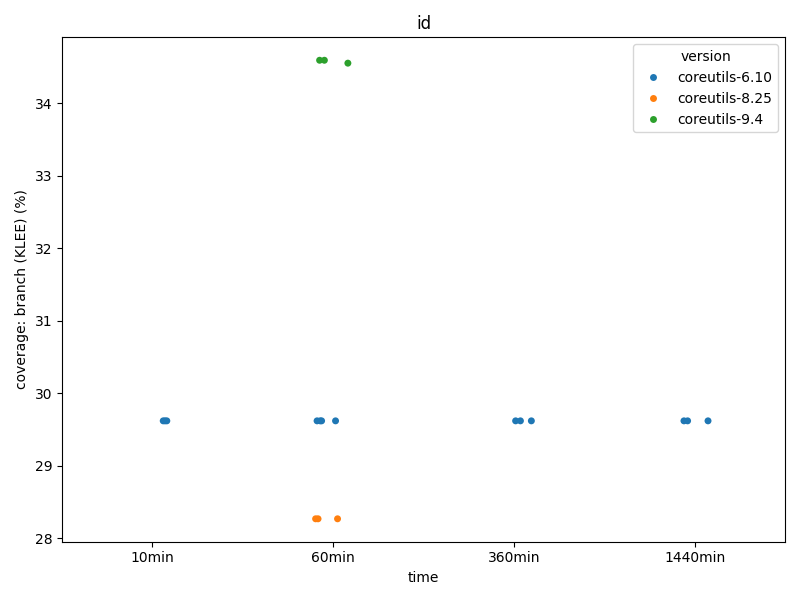 id
version
coreutils-6.10
coreutils-8.25
coreutils-9.4
coverage: branch (KLEE) (%)
34
33
32
31
30
29
28
10min
60min
360min
1440min
time